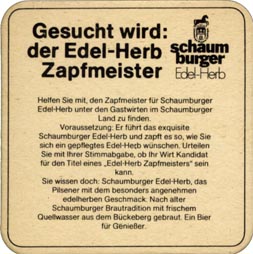 Gesucht wird:
der Edel-Herb
Zapfmeister
schaum
burger
Edel-Herb
Helfen Sie mit, den Zapfmeister für Schaumburger
Edel-Herb unter den Gastwirten im Schaumburger
Land zu finden.
Voraussetzung: Er führt das exquisite
Schaumburger Edel-Herb und zapft es so, wie Sie
sich ein gepflegtes Edel-Herb wünschen. Urteilen
Sie mit Ihrer Stimmabgabe, ob Ihr Wirt Kandidat
für den Titel eines „Edel-Herb Zapfmeisters" sein
kann.
Sie wissen doch: Schaumburger Edel-Herb, das
Pilsener mit dem besonders angenehmen
edelherben Geschmack. Nach alter
Schaumburger Brautradition mit frischem
Quellwasser aus dem Bückeberg gebraut. Ein Bier
für Genießer.